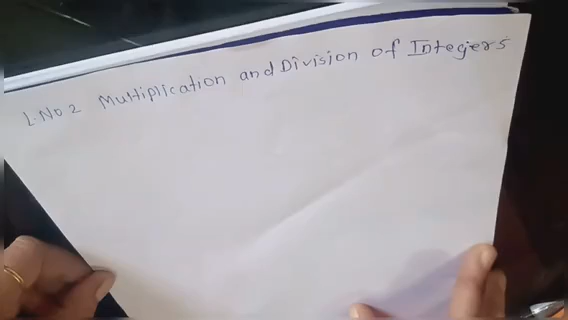 L.No 2 Multiplication and Division of Integers